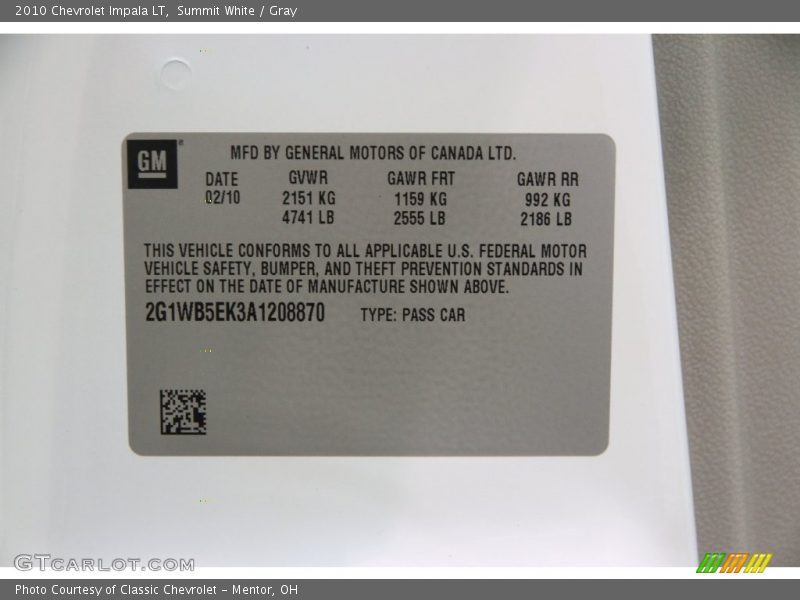 2010 Chevrolet Impala LT, Summit White / Gray
GM
MFD BY GENERAL MOTORS OF CANADA LTD.
DATE GVWR GAWR FRT GAWR RR
02/10 2151 KG 1159 KG 992 KG
4741 LB 2555 LB 2186 LB
THIS VEHICLE CONFORMS TO ALL APPLICABLE U.S. FEDERAL MOTOR
VEHICLE SAFETY, BUMPER, AND THEFT PREVENTION STANDARDS IN
EFFECT ON THE DATE OF MANUFACTURE SHOWN ABOVE.
2G1WB5EK3A1208870 TYPE: PASS CAR
GTCARLOT.COM
Photo Courtesy of Classic Chevrolet - Mentor, OH